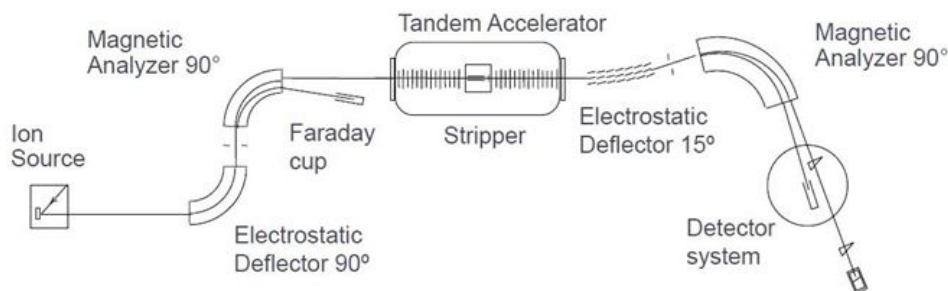 Tandem Accelerator
Magnetic
Analyzer 90°
Magnetic
Analyzer 90°
Ion
Source
Faraday
cup
Stripper
Electrostatic
Deflector 15º
Electrostatic
Deflector 90º
Detector
system